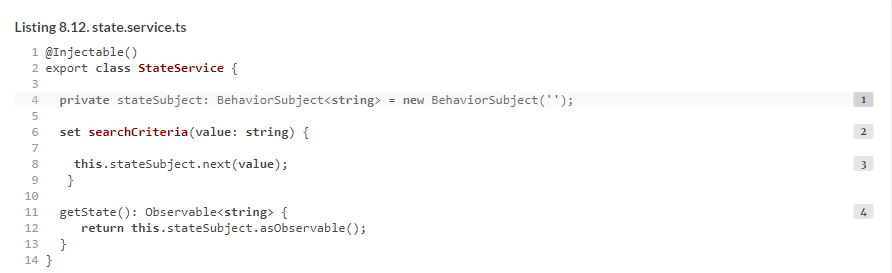 Listing 8.12. state.service.ts
1 @Injectable()
2 export class StateService {
3
4 private stateSubject: BehaviorSubject<string> = new BehaviorSubject(''); 1
5
6 set searchCriteria(value: string) { 2
7
8 this.stateSubject.next(value); 3
9 }
10
11 getState(): Observable<string> { 4
12 return this.stateSubject.asObservable();
13 }
14 }